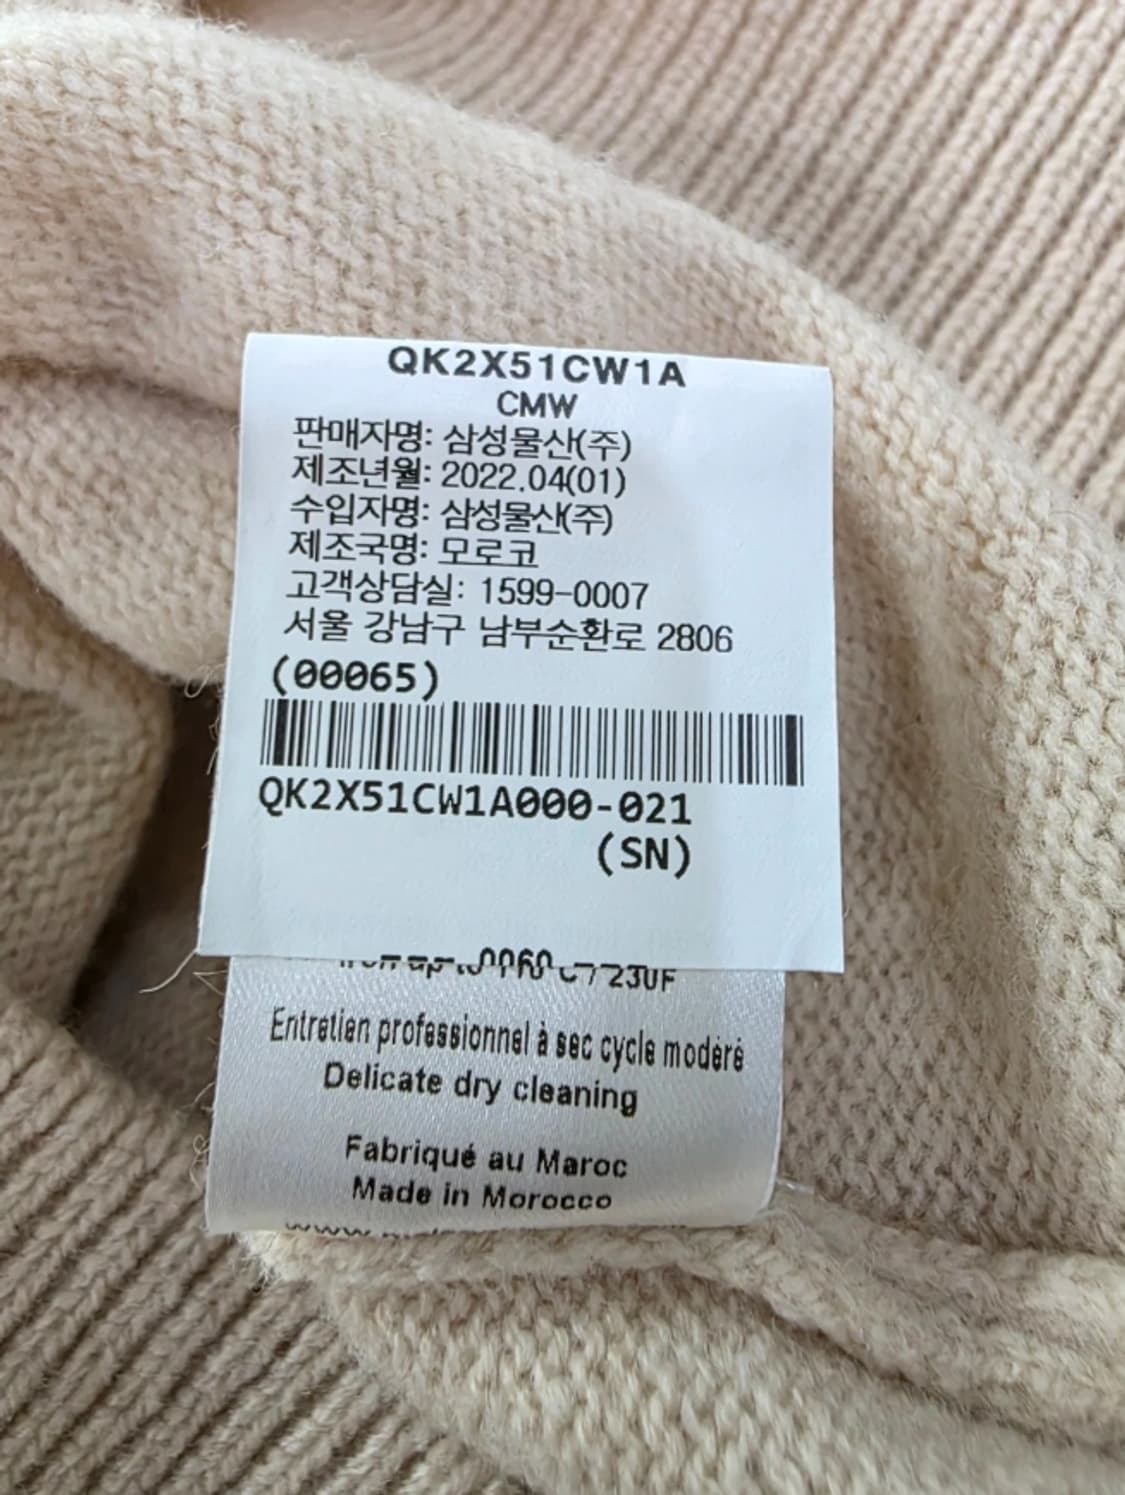 QK2X51CW1A
CMW
판매자명: 삼성물산(주)
제조년월: 2022.04(01)
수입자명: 삼성물산(주)
제조국명: 모로코
고객상담실: 1599-0007
서울 강남구 남부순환로 2806
(00065)
QK2X51CW1A000-021
(SN)
Entretien professionnel à sec cycle modéré
Delicate dry cleaning
Fabriqué au Maroc
Made in Morocco